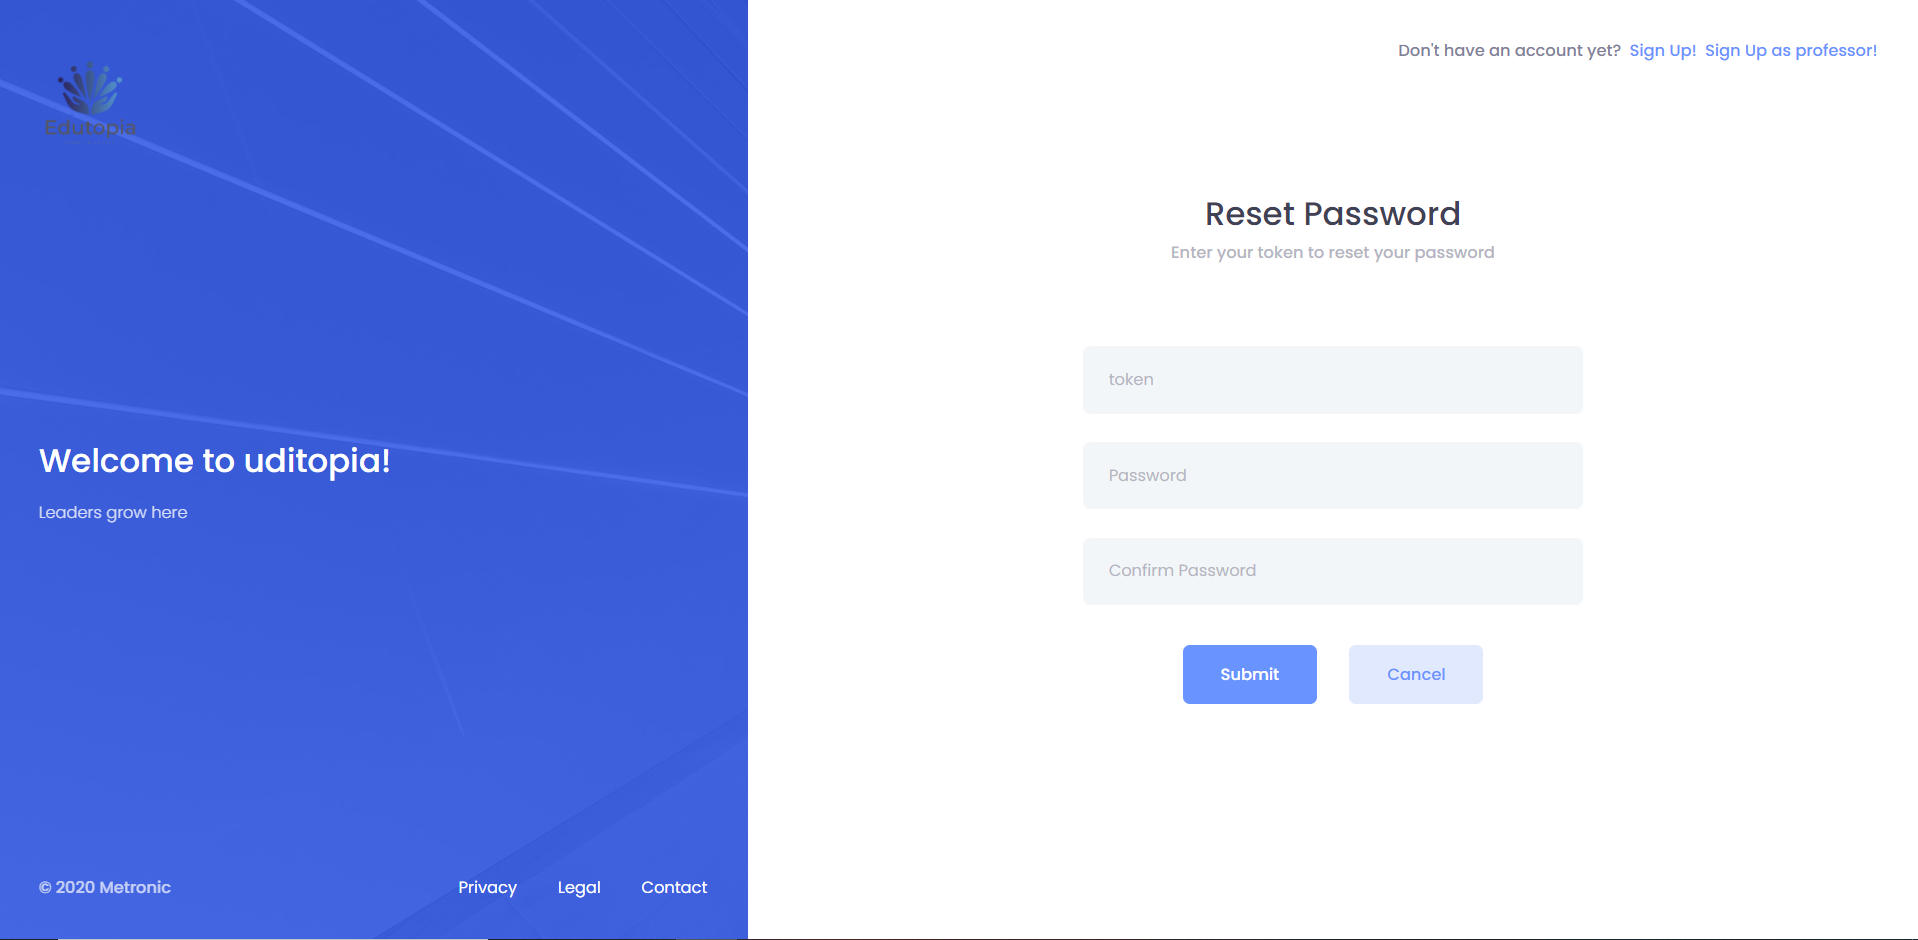 Edutopia
Welcome to uditopia!
Leaders grow here
© 2020 Metronic
Privacy Legal Contact
Don't have an account yet? Sign Up! Sign Up as professor!
Reset Password
Enter your token to reset your password
token
Password
Confirm Password
Submit Cancel